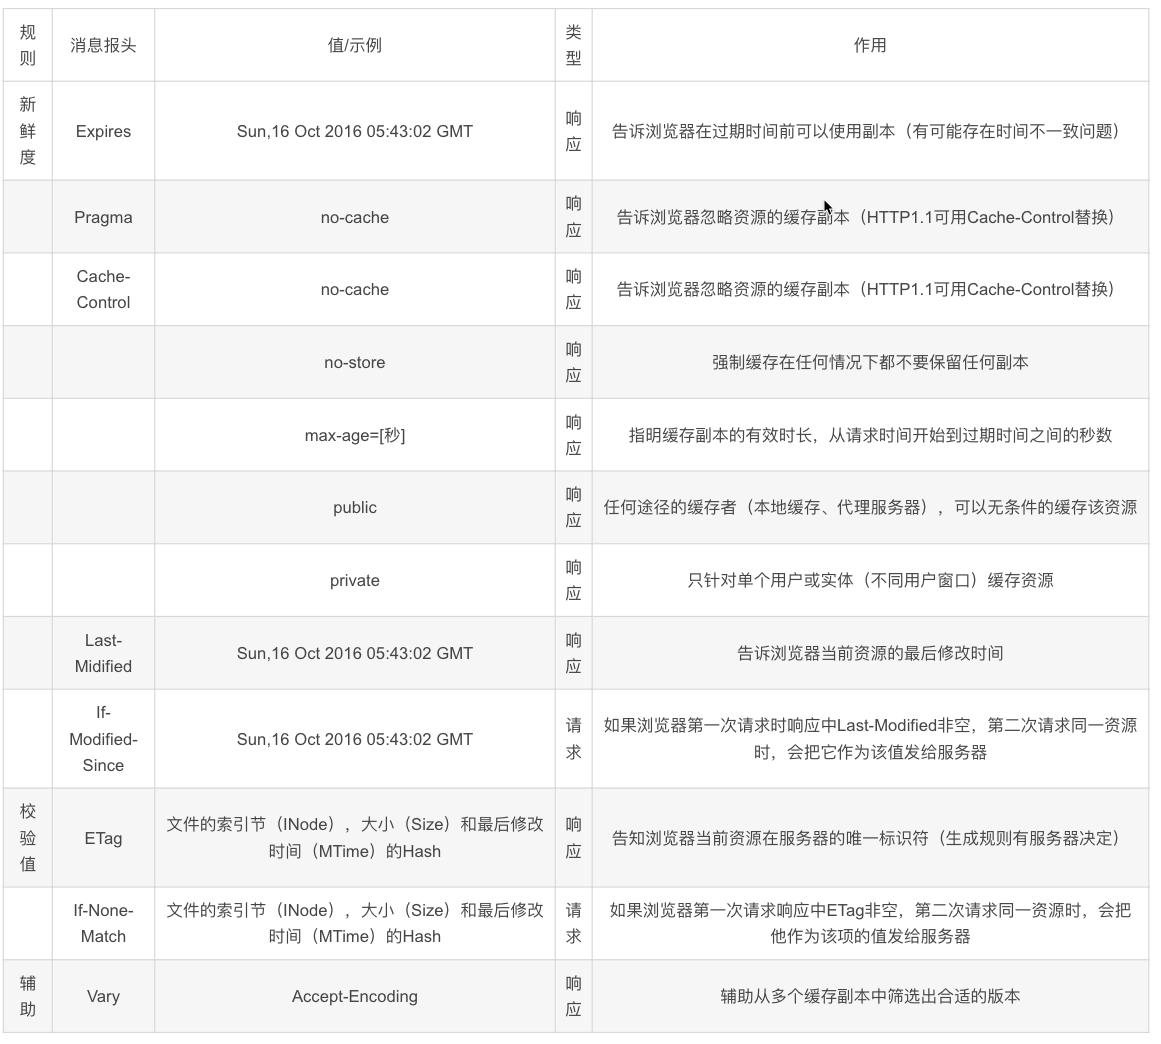 规
则
消息报头
值/示例
类
型
作用
新
鲜
度
Expires
Sun,16 Oct 2016 05:43:02 GMT
响
应
告诉浏览器在过期时间前可以使用副本（有可能存在时间不一致问题）
Pragma
no-cache
响
应
告诉浏览器忽略资源的缓存副本（HTTP1.1可用Cache-Control替换）
Cache-
Control
no-cache
响
应
告诉浏览器忽略资源的缓存副本（HTTP1.1可用Cache-Control替换）
no-store
响
应
强制缓存在任何情况下都不要保留任何副本
max-age=[秒]
响
应
指明缓存副本的有效时长，从请求时间开始到过期时间之间的秒数
public
响
应
任何途径的缓存者（本地缓存、代理服务器），可以无条件的缓存该资源
private
响
应
只针对单个用户或实体（不同用户窗口）缓存资源
Last-
Midified
Sun,16 Oct 2016 05:43:02 GMT
响
应
告诉浏览器当前资源的最后修改时间
If-
Modified-
Since
Sun,16 Oct 2016 05:43:02 GMT
请
求
如果浏览器第一次请求时响应中Last-Modified非空，第二次请求同一资源
时，会把它作为该值发给服务器
校
验
值
ETag
文件的索引节（INode），大小（Size）和最后修改
时间（MTime）的Hash
响
应
告知浏览器当前资源在服务器的唯一标识符（生成规则有服务器决定）
If-None-
Match
文件的索引节（INode），大小（Size）和最后修改
时间（MTime）的Hash
请
求
如果浏览器第一次请求响应中ETag非空，第二次请求同一资源时，会把
他作为该项的值发给服务器
辅
助
Vary
Accept-Encoding
响
应
辅助从多个缓存副本中筛选出合适的版本